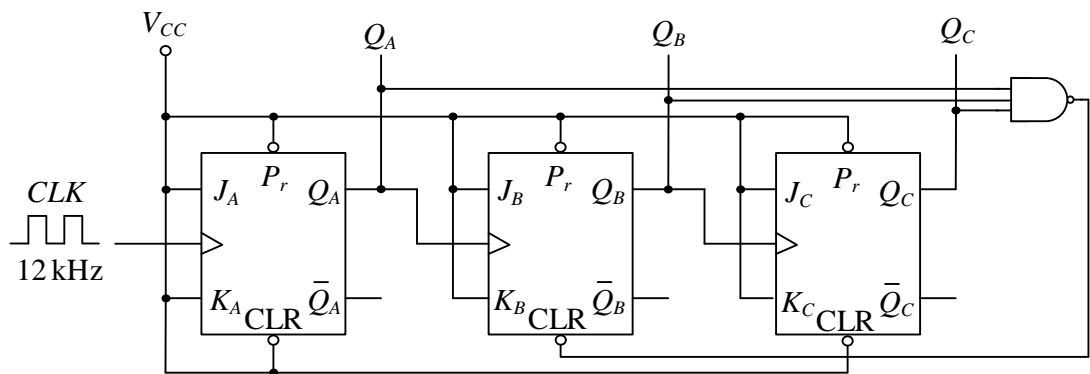 V_CC
Q_A
Q_B
Q_C
P_r
P_r
P_r
J_A
Q_A
J_B
Q_B
J_C
Q_C
CLK
12 kHz
K_A
Q̄_A
K_B
Q̄_B
K_C
Q̄_C
CLR
CLR
CLR